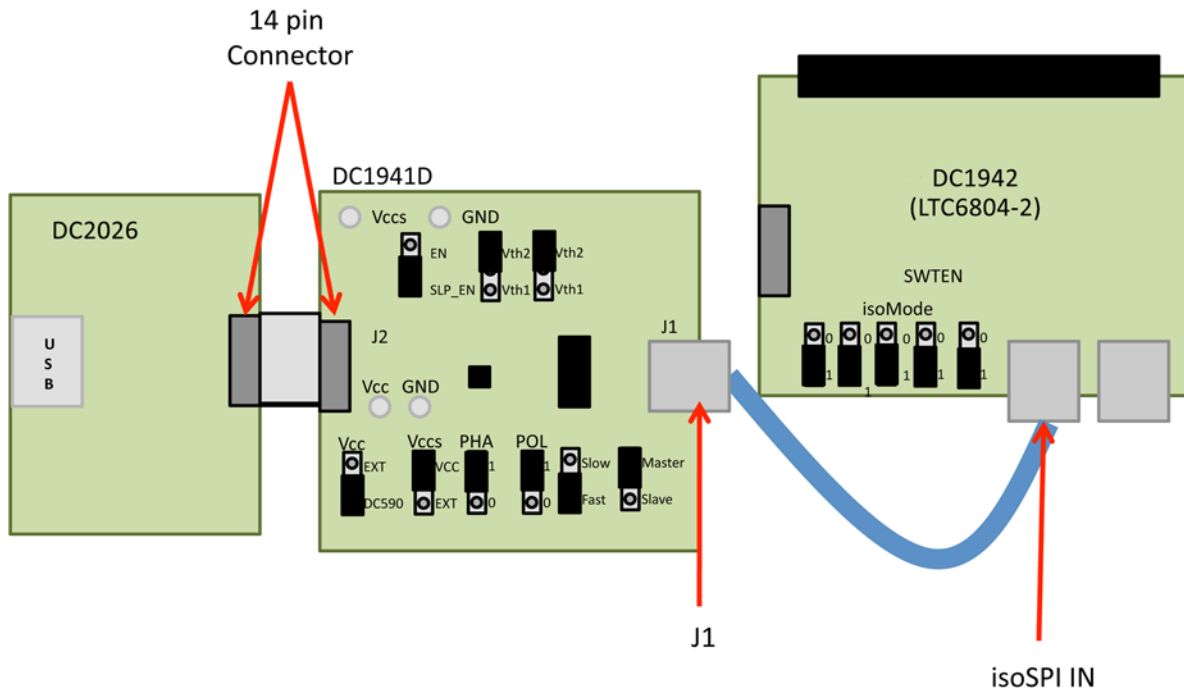 14 pin
Connector
DC2026
USB
DC1941D
Vccs
GND
EN
SLP_EN
Vth2
Vth1
Vth2
Vth1
J2
J1
Vcc
GND
Vcc
EXT
DC590
Vccs
VCC
EXT
PHA
1
0
POL
1
0
Slow
Fast
Master
Slave
DC1942
(LTC6804-2)
SWTEN
isoMode
0
1
0
1
0
1
0
1
0
1
J1
isoSPI IN